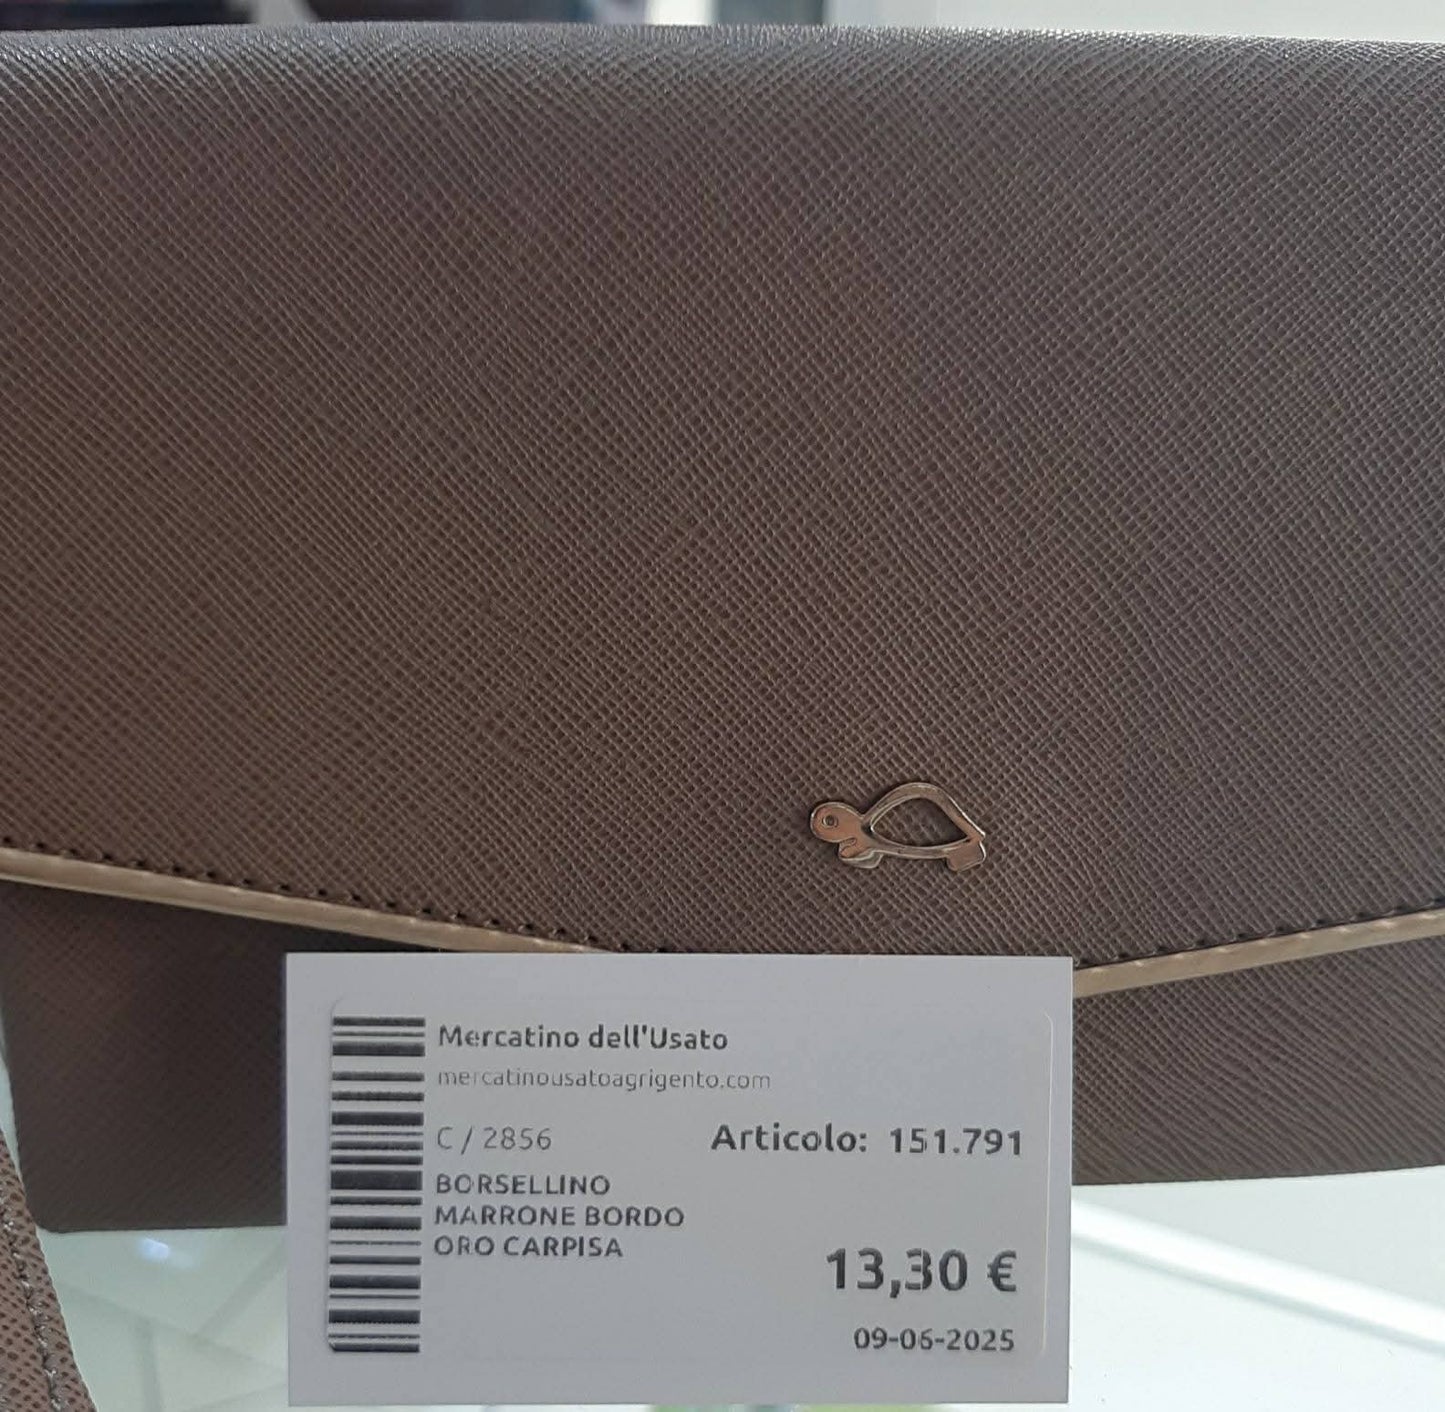 Mercatino dell'Usato
mercatinousatoagrigento.com
C / 2856
Articolo: 151.791
BORSELLINO
MARRONE BORDO
ORO CARPISA
13,30 €
09-06-2025